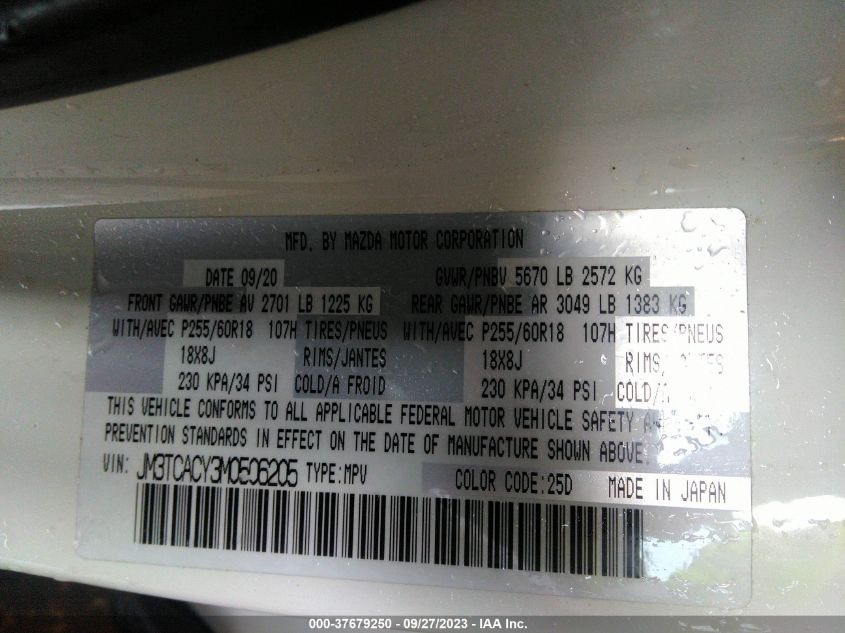 MFD. BY MAZDA MOTOR CORPORATION
DATE 09/20 GVWR/PNBV 5670 LB 2572 KG
FRONT GAWR/PNBE AV 2701 LB 1225 KG REAR GAWR/PNBE AR 3049 LB 1383 KG
WITH/AVEC P255/60R18 107H TIRES/PNEUS WITH/AVEC P255/60R18 107H TIRES/PNEUS
18X8J RIMS/JANTES 18X8J RIMS/
230 KPA/34 PSI COLD/A FROID 230 KPA/34 PSI COLD/A
THIS VEHICLE CONFORMS TO ALL APPLICABLE FEDERAL MOTOR VEHICLE SAFETY
PREVENTION STANDARDS IN EFFECT ON THE DATE OF MANUFACTURE SHOWN ABOVE.
VIN: JM3TCACY3M0506205 TYPE:MPV COLOR CODE:25D MADE IN JAPAN
000-37679250 - 09/27/2023 - IAA Inc.